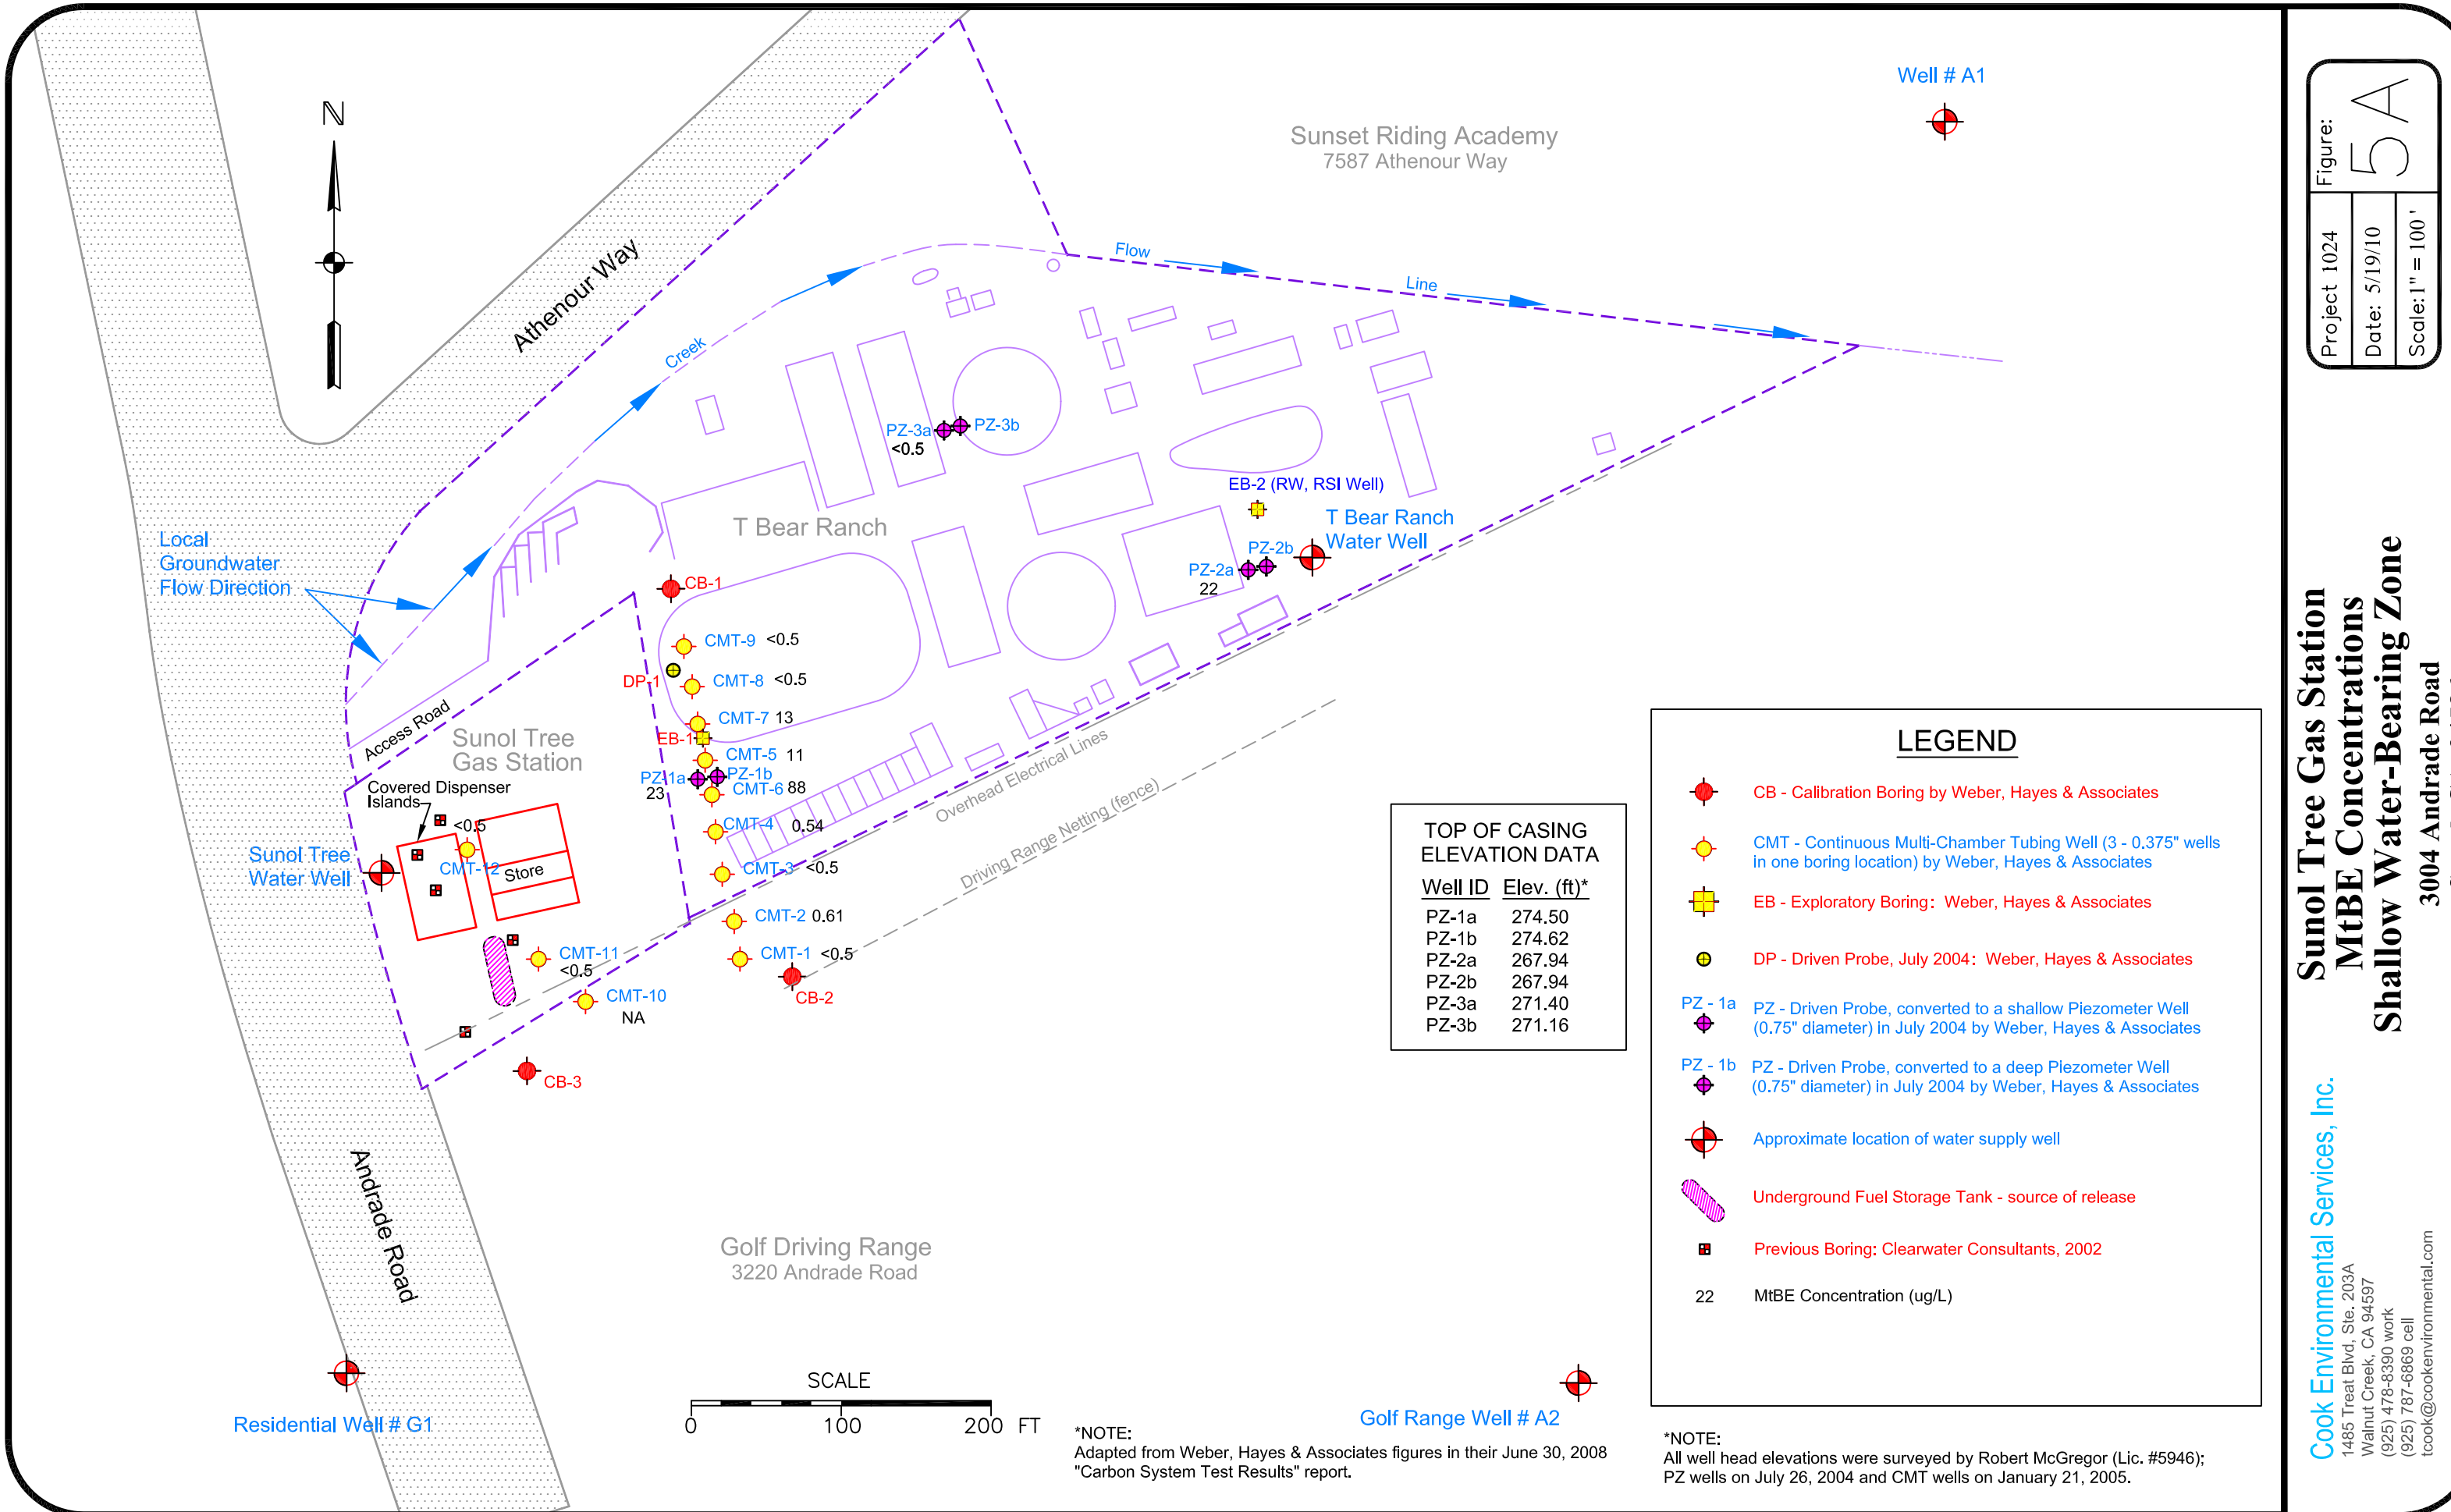 Well # A1
N
Sunset Riding Academy
7587 Athenour Way
Athenour Way
Flow
Line
Creek
PZ-3a
PZ-3b
<0.5
EB-2 (RW, RSI Well)
T Bear Ranch
T Bear Ranch
Water Well
Local
Groundwater
Flow Direction
PZ-2b
PZ-2a
22
CB-1
CMT-9 <0.5
DP-1
CMT-8 <0.5
CMT-7 13
EB-1
CMT-5 11
PZ-1a
PZ-1b
23
CMT-6 88
CMT-4 0.54
CMT-3 <0.5
CMT-2 0.61
CMT-1 <0.5
CB-2
Access Road
Sunol Tree
Gas Station
Covered Dispenser
Islands
<0.5
Sunol Tree
Water Well
CMT-12
Store
CMT-11
<0.5
CMT-10
NA
CB-3
Overhead Electrical Lines
Driving Range Netting (fence)
Andrade Road
Golf Driving Range
3220 Andrade Road
Residential Well # G1
SCALE
0 100 200 FT
Golf Range Well # A2
*NOTE:
Adapted from Weber, Hayes & Associates figures in their June 30, 2008
"Carbon System Test Results" report.
TOP OF CASING
ELEVATION DATA
Well ID Elev. (ft)*
PZ-1a 274.50
PZ-1b 274.62
PZ-2a 267.94
PZ-2b 267.94
PZ-3a 271.40
PZ-3b 271.16
LEGEND
CB - Calibration Boring by Weber, Hayes & Associates
CMT - Continuous Multi-Chamber Tubing Well (3 - 0.375" wells
in one boring location) by Weber, Hayes & Associates
EB - Exploratory Boring: Weber, Hayes & Associates
DP - Driven Probe, July 2004: Weber, Hayes & Associates
PZ - 1a
PZ - Driven Probe, converted to a shallow Piezometer Well
(0.75" diameter) in July 2004 by Weber, Hayes & Associates
PZ - 1b
PZ - Driven Probe, converted to a deep Piezometer Well
(0.75" diameter) in July 2004 by Weber, Hayes & Associates
Approximate location of water supply well
Underground Fuel Storage Tank - source of release
Previous Boring: Clearwater Consultants, 2002
22 MtBE Concentration (ug/L)
*NOTE:
All well head elevations were surveyed by Robert McGregor (Lic. #5946);
PZ wells on July 26, 2004 and CMT wells on January 21, 2005.
Figure:
5A
Project 1024
Date: 5/19/10
Scale:1" = 100 '
Sunol Tree Gas Station
MtBE Concentrations
Shallow Water-Bearing Zone
3004 Andrade Road
Cook Environmental Services, Inc.
1485 Treat Blvd, Ste. 203A
Walnut Creek, CA 94597
(925) 478-8390 work
(925) 787-6869 cell
tcook@cookenvironmental.com